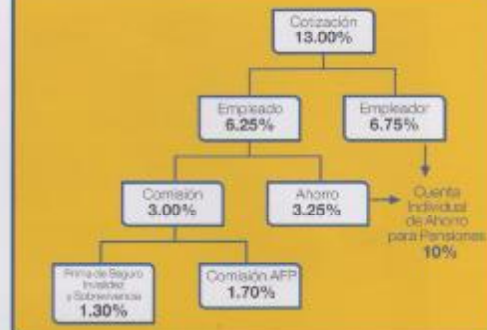 Cotización
13.00%
Empleado
6.25%
Empleador
6.75%
Comisión
3.00%
Ahorro
3.25%
Cuenta
Individual
de Ahorro
para Pensiones
10%
Prima de Seguro
Invalidez
y Sobrevivencia
1.30%
Comisión AFP
1.70%